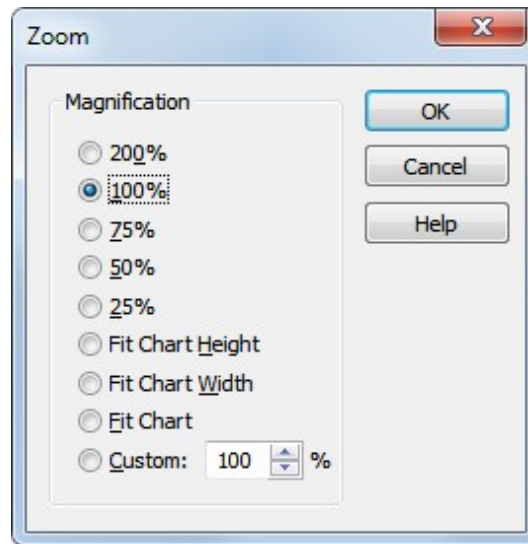 Zoom
Magnification
200%
100%
75%
50%
25%
Fit Chart Height
Fit Chart Width
Fit Chart
Custom: 100 %
OK
Cancel
Help